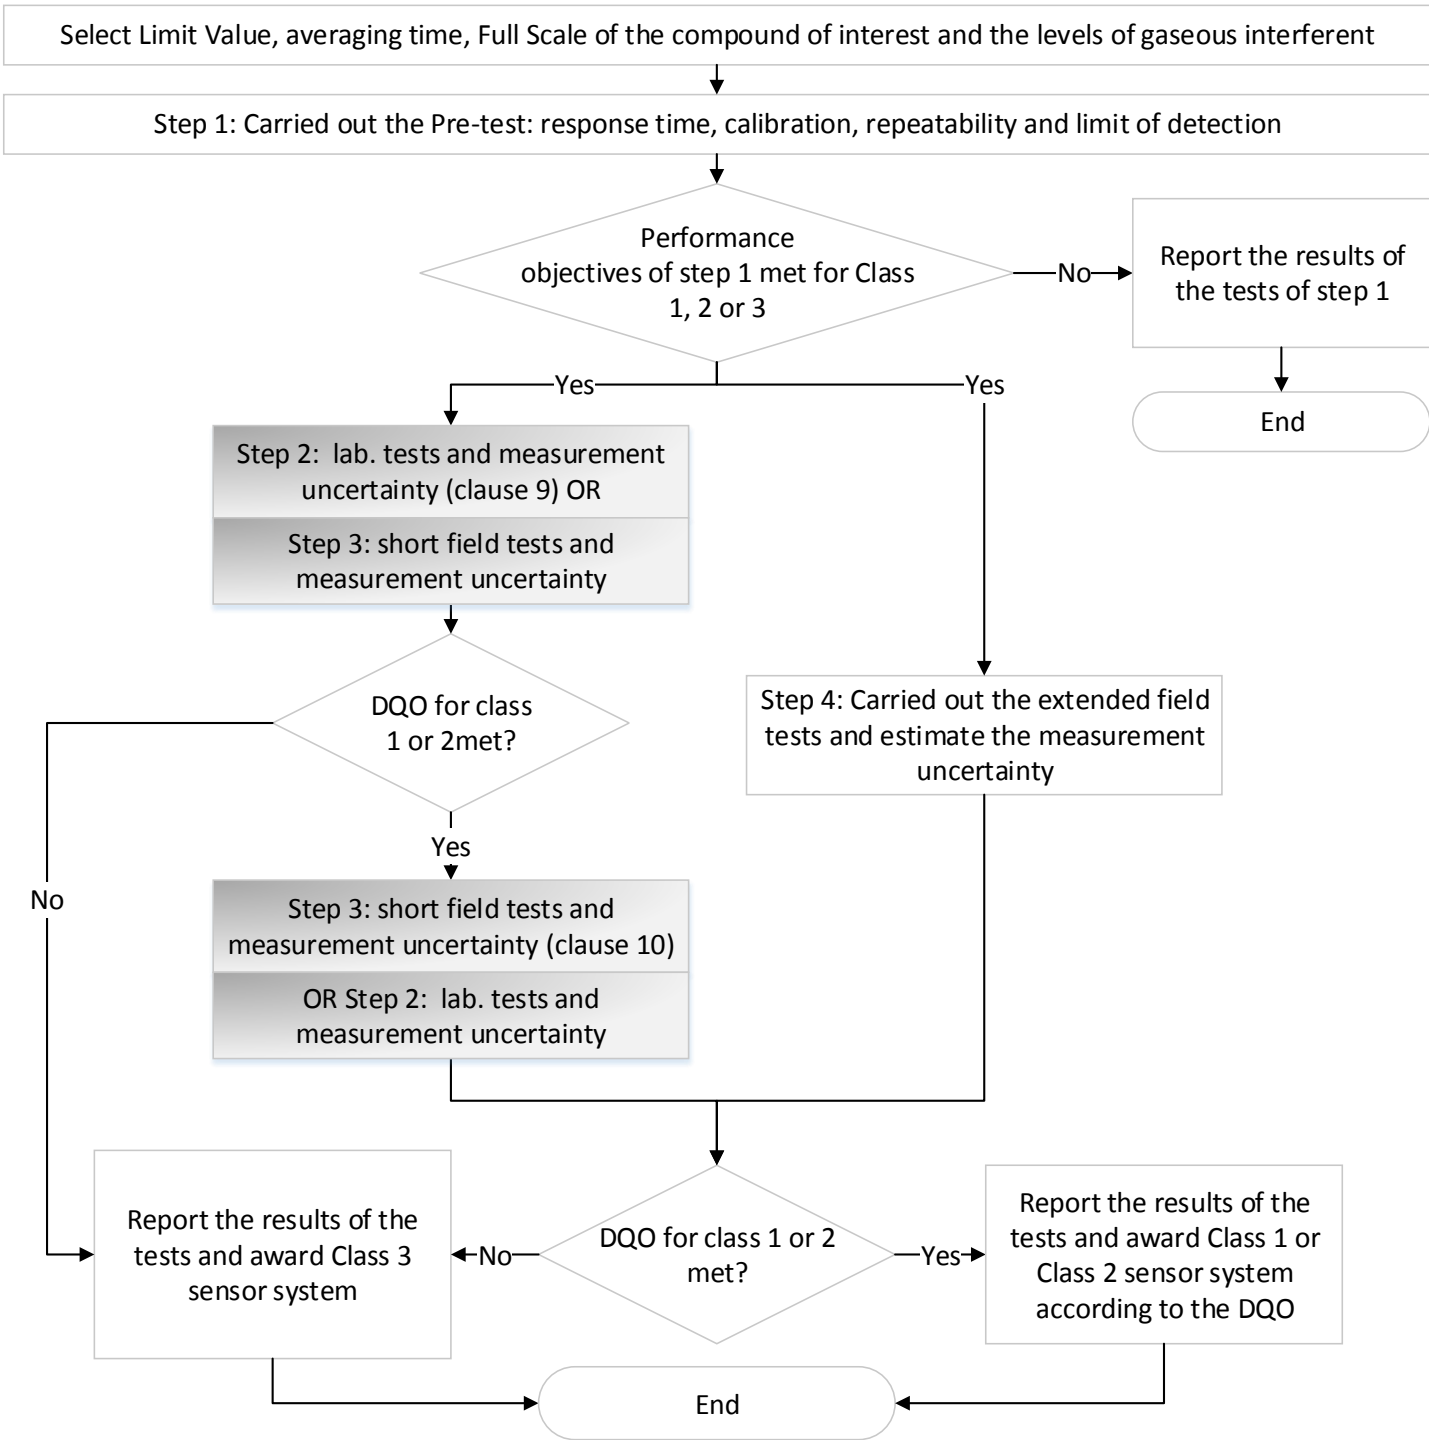 Select Limit Value, averaging time, Full Scale of the compound of interest and the levels of gaseous interferent
Step 1: Carried out the Pre-test: response time, calibration, repeatability and limit of detection
Performance
objectives of step 1 met for Class
1, 2 or 3
No
Report the results of
the tests of step 1
End
Yes
Yes
Step 2:  lab. tests and measurement
uncertainty (clause 9) OR
Step 3: short field tests and
measurement uncertainty
DQO for class
1 or 2met?
Step 4: Carried out the extended field
tests and estimate the measurement
uncertainty
Yes
No
Step 3: short field tests and
measurement uncertainty (clause 10)
OR Step 2:  lab. tests and
measurement uncertainty
Report the results of the
tests and award Class 3
sensor system
No
DQO for class 1 or 2
met?
Yes
Report the results of the
tests and award Class 1 or
Class 2 sensor system
according to the DQO
End